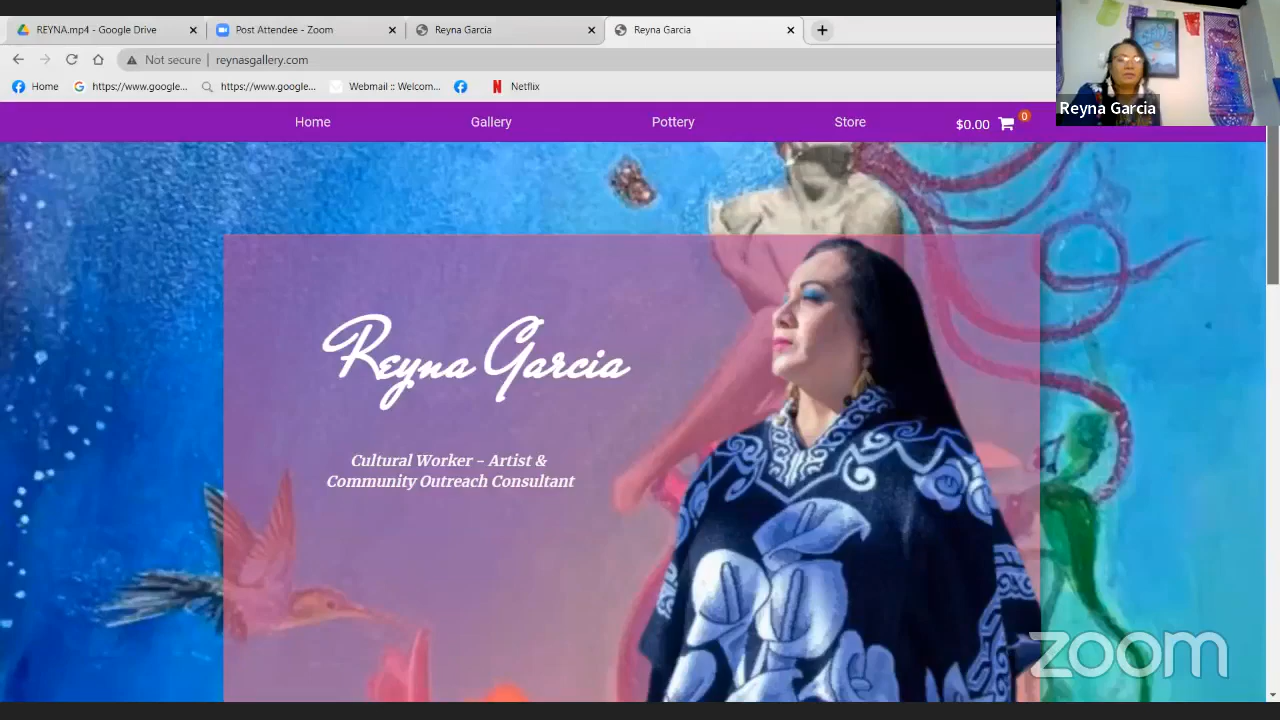 REYNA.mp4 - Google Drive
Post Attendee - Zoom
Reyna Garcia
Reyna Garcia
Not secure
reynasgallery.com
Home
https://www.google...
https://www.google...
Webmail :: Welcom...
Netflix
Reyna Garcia
Home
Gallery
Pottery
Store
$0.00
0
Reyna Garcia
Cultural Worker - Artist &
Community Outreach Consultant
zoom